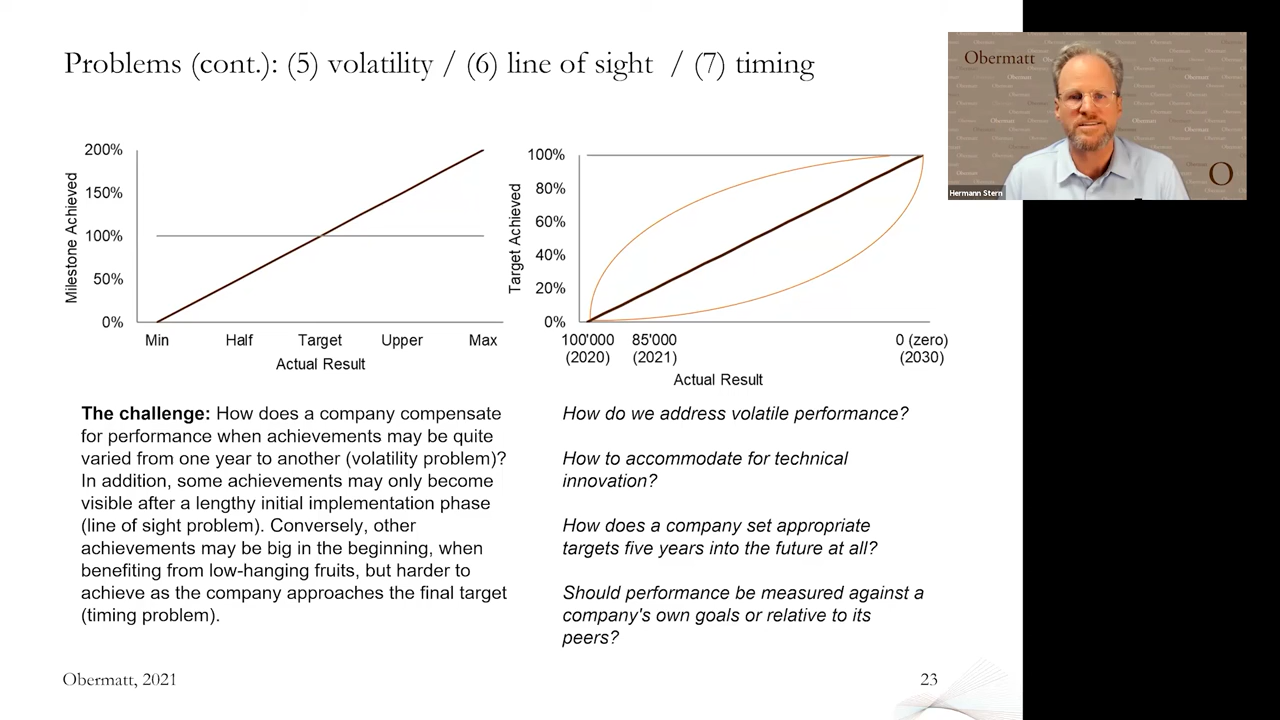 Problems (cont.): (5) volatility / (6) line of sight / (7) timing
Obermatt
Obermatt
O
Hermann Stern
200%
150%
100%
50%
0%
Milestone Achieved
Min Half Target Upper Max
Actual Result
100%
80%
60%
40%
20%
0%
Target Achieved
100'000 85'000 0 (zero)
(2020) (2021) (2030)
Actual Result
The challenge: How does a company compensate
for performance when achievements may be quite
varied from one year to another (volatility problem)?
In addition, some achievements may only become
visible after a lengthy initial implementation phase
(line of sight problem). Conversely, other
achievements may be big in the beginning, when
benefiting from low-hanging fruits, but harder to
achieve as the company approaches the final target
(timing problem).
How do we address volatile performance?
How to accommodate for technical
innovation?
How does a company set appropriate
targets five years into the future at all?
Should performance be measured against a
company's own goals or relative to its
peers?
Obermatt, 2021
23